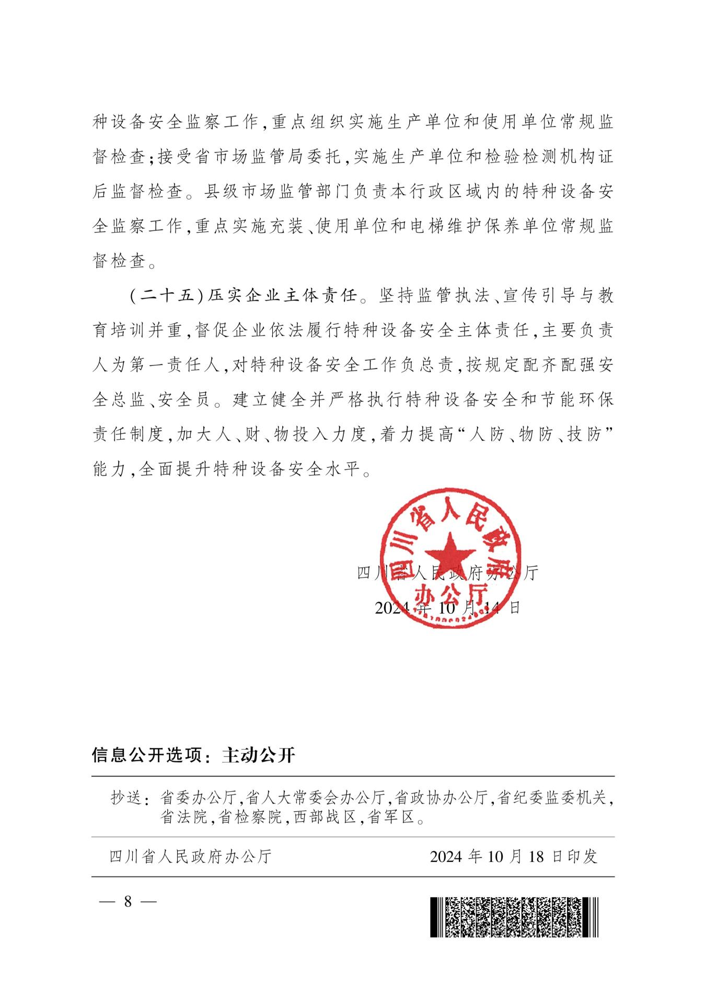 种设备安全监察工作,重点组织实施生产单位和使用单位常规监
督检查;接受省市场监管局委托,实施生产单位和检验检测机构证
后监督检查。县级市场监管部门负责本行政区域内的特种设备安
全监察工作,重点实施充装、使用单位和电梯维护保养单位常规监
督检查。
(二十五)压实企业主体责任。坚持监管执法、宣传引导与教
育培训并重,督促企业依法履行特种设备安全主体责任,主要负责
人为第一责任人,对特种设备安全工作负总责,按规定配齐配强安
全总监、安全员。建立健全并严格执行特种设备安全和节能环保
责任制度,加大人、财、物投入力度,着力提高“人防、物防、技防”
能力,全面提升特种设备安全水平。
四川省人民政府
办公厅
四川省人民政府办公厅
2024 年 10 月 14 日
信息公开选项：主动公开
抄送：省委办公厅,省人大常委会办公厅,省政协办公厅,省纪委监委机关,
省法院,省检察院,西部战区,省军区。
四川省人民政府办公厅 2024 年 10 月 18 日印发
— 8 —